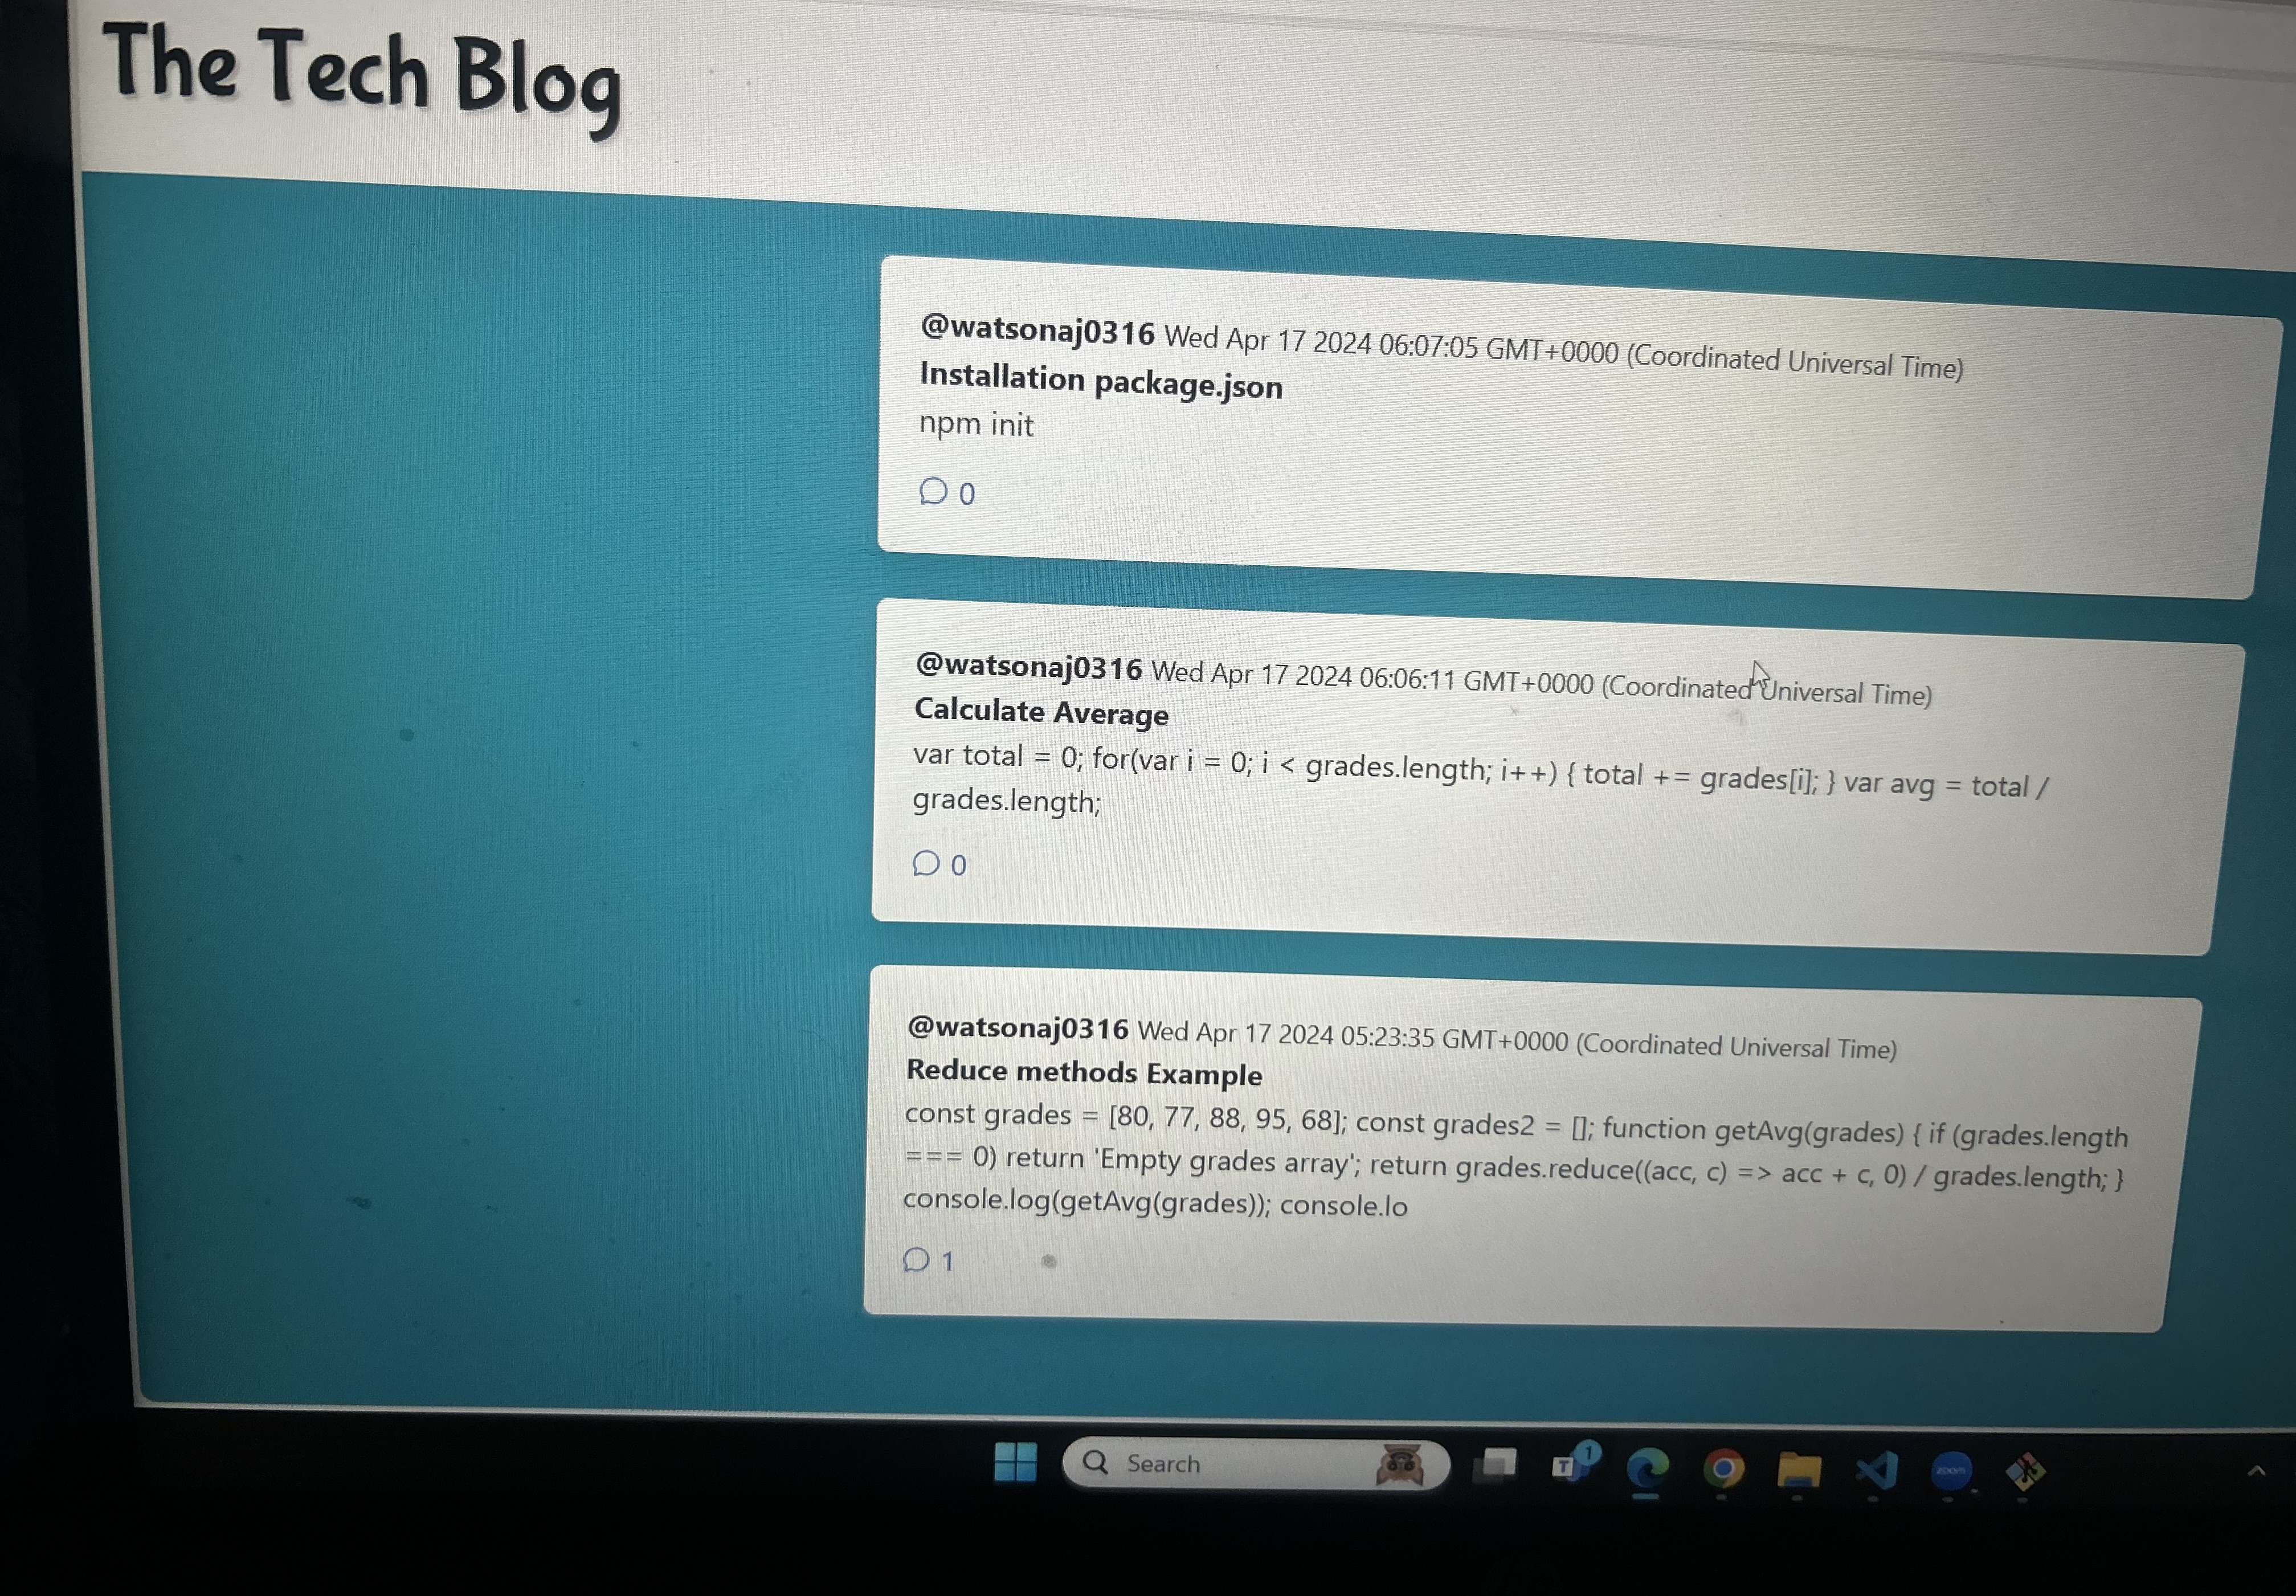 The Tech Blog
@watsonaj0316 Wed Apr 17 2024 06:07:05 GMT+0000 (Coordinated Universal Time)
Installation package.json
npm init
0
@watsonaj0316 Wed Apr 17 2024 06:06:11 GMT+0000 (Coordinated Universal Time)
Calculate Average
var total = 0; for(var i = 0; i < grades.length; i++) { total += grades[i]; } var avg = total /
grades.length;
0
@watsonaj0316 Wed Apr 17 2024 05:23:35 GMT+0000 (Coordinated Universal Time)
Reduce methods Example
const grades = [80, 77, 88, 95, 68]; const grades2 = []; function getAvg(grades) { if (grades.length
=== 0) return 'Empty grades array'; return grades.reduce((acc, c) => acc + c, 0) / grades.length; }
console.log(getAvg(grades)); console.lo
1
Search
T
1
zoom